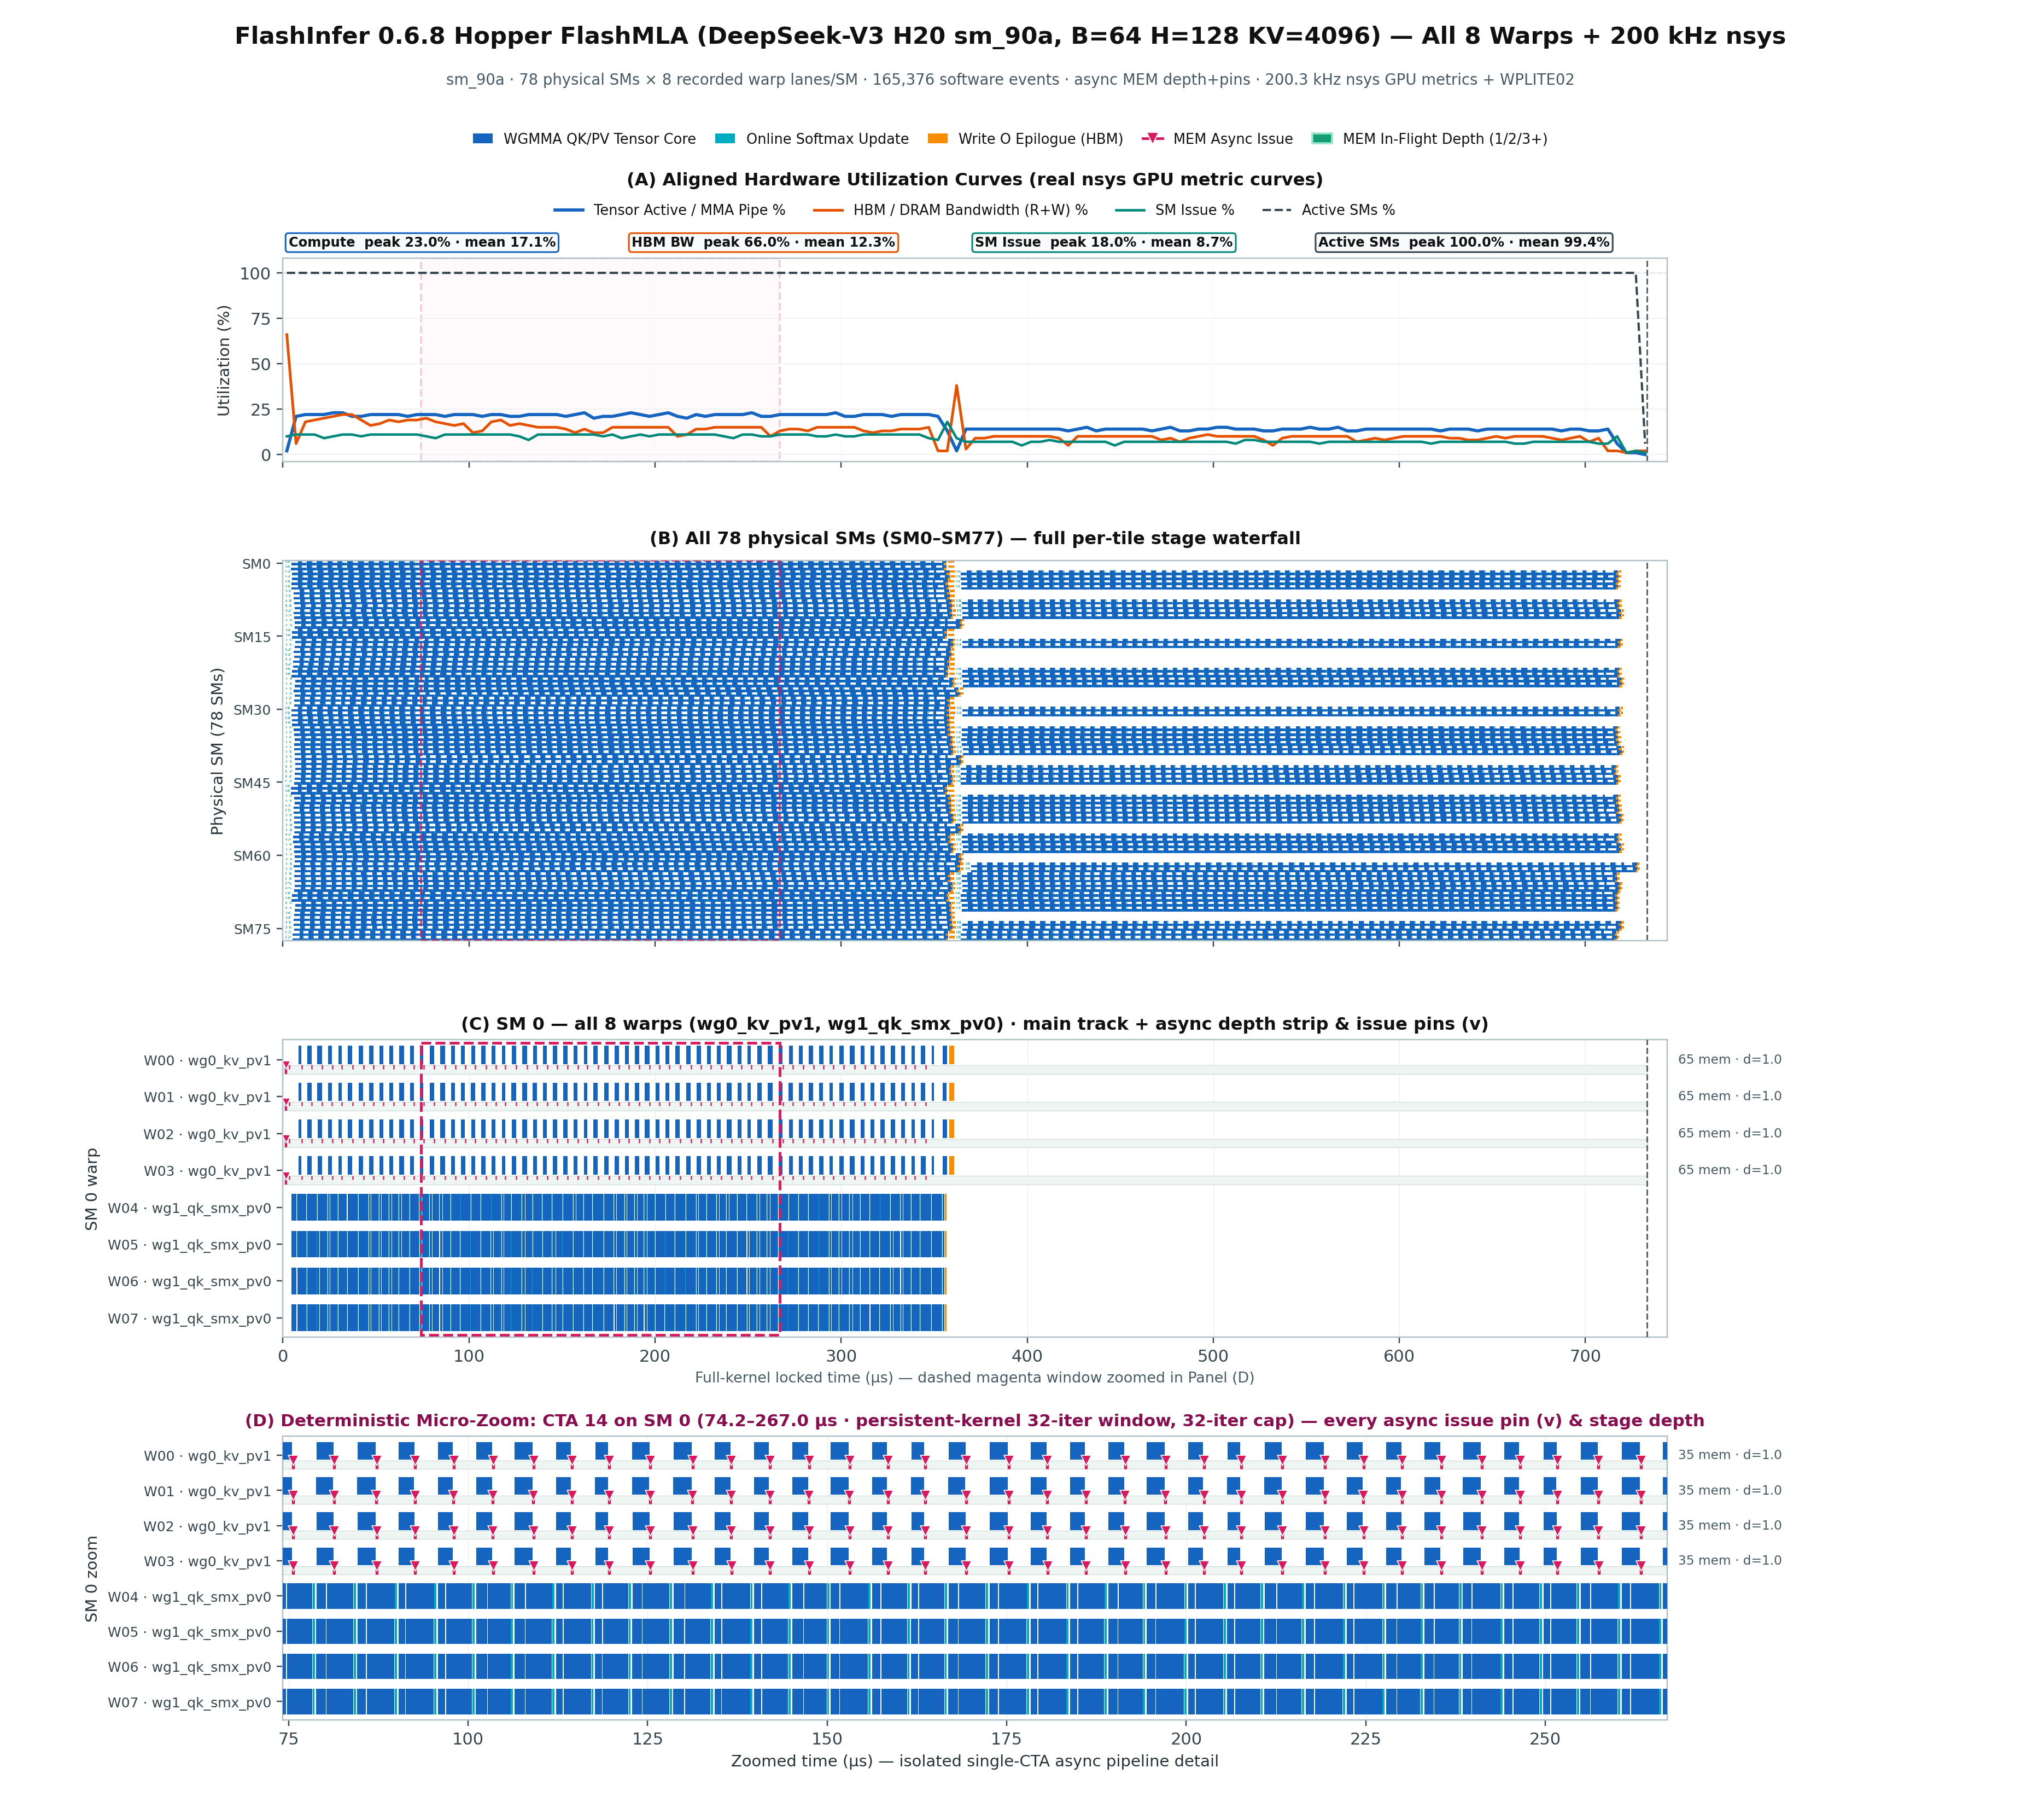 FlashInfer 0.6.8 Hopper FlashMLA (DeepSeek-V3 H20 sm_90a, B=64 H=128 KV=4096) — All 8 Warps + 200 kHz nsys
sm_90a · 78 physical SMs × 8 recorded warp lanes/SM · 165,376 software events · async MEM depth+pins · 200.3 kHz nsys GPU metrics + WPLITE02
WGMMA QK/PV Tensor Core
Online Softmax Update
Write O Epilogue (HBM)
MEM Async Issue
MEM In-Flight Depth (1/2/3+)
(A) Aligned Hardware Utilization Curves (real nsys GPU metric curves)
Tensor Active / MMA Pipe %
HBM / DRAM Bandwidth (R+W) %
SM Issue %
Active SMs %
Compute peak 23.0% · mean 17.1%
HBM BW peak 66.0% · mean 12.3%
SM Issue peak 18.0% · mean 8.7%
Active SMs peak 100.0% · mean 99.4%
Utilization (%)
100
75
50
25
0
(B) All 78 physical SMs (SM0–SM77) — full per-tile stage waterfall
Physical SM (78 SMs)
SM0
SM15
SM30
SM45
SM60
SM75
(C) SM 0 — all 8 warps (wg0_kv_pv1, wg1_qk_smx_pv0) · main track + async depth strip & issue pins (v)
SM 0 warp
W00 · wg0_kv_pv1
65 mem · d=1.0
W01 · wg0_kv_pv1
65 mem · d=1.0
W02 · wg0_kv_pv1
65 mem · d=1.0
W03 · wg0_kv_pv1
65 mem · d=1.0
W04 · wg1_qk_smx_pv0
W05 · wg1_qk_smx_pv0
W06 · wg1_qk_smx_pv0
W07 · wg1_qk_smx_pv0
0 100 200 300 400 500 600 700
Full-kernel locked time (µs) — dashed magenta window zoomed in Panel (D)
(D) Deterministic Micro-Zoom: CTA 14 on SM 0 (74.2–267.0 µs · persistent-kernel 32-iter window, 32-iter cap) — every async issue pin (v) & stage depth
SM 0 zoom
W00 · wg0_kv_pv1
35 mem · d=1.0
W01 · wg0_kv_pv1
35 mem · d=1.0
W02 · wg0_kv_pv1
35 mem · d=1.0
W03 · wg0_kv_pv1
35 mem · d=1.0
W04 · wg1_qk_smx_pv0
W05 · wg1_qk_smx_pv0
W06 · wg1_qk_smx_pv0
W07 · wg1_qk_smx_pv0
75 100 125 150 175 200 225 250
Zoomed time (µs) — isolated single-CTA async pipeline detail